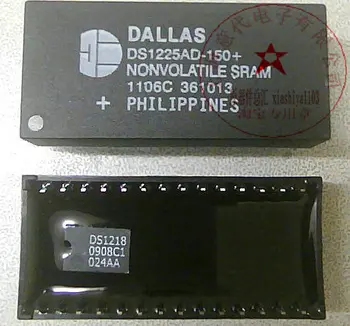 DALLAS
DS1225AD-150+
NONVOLATILE SRAM
1106C 361013
+ PHILIPPINES
DS1218
0908C1
024AA